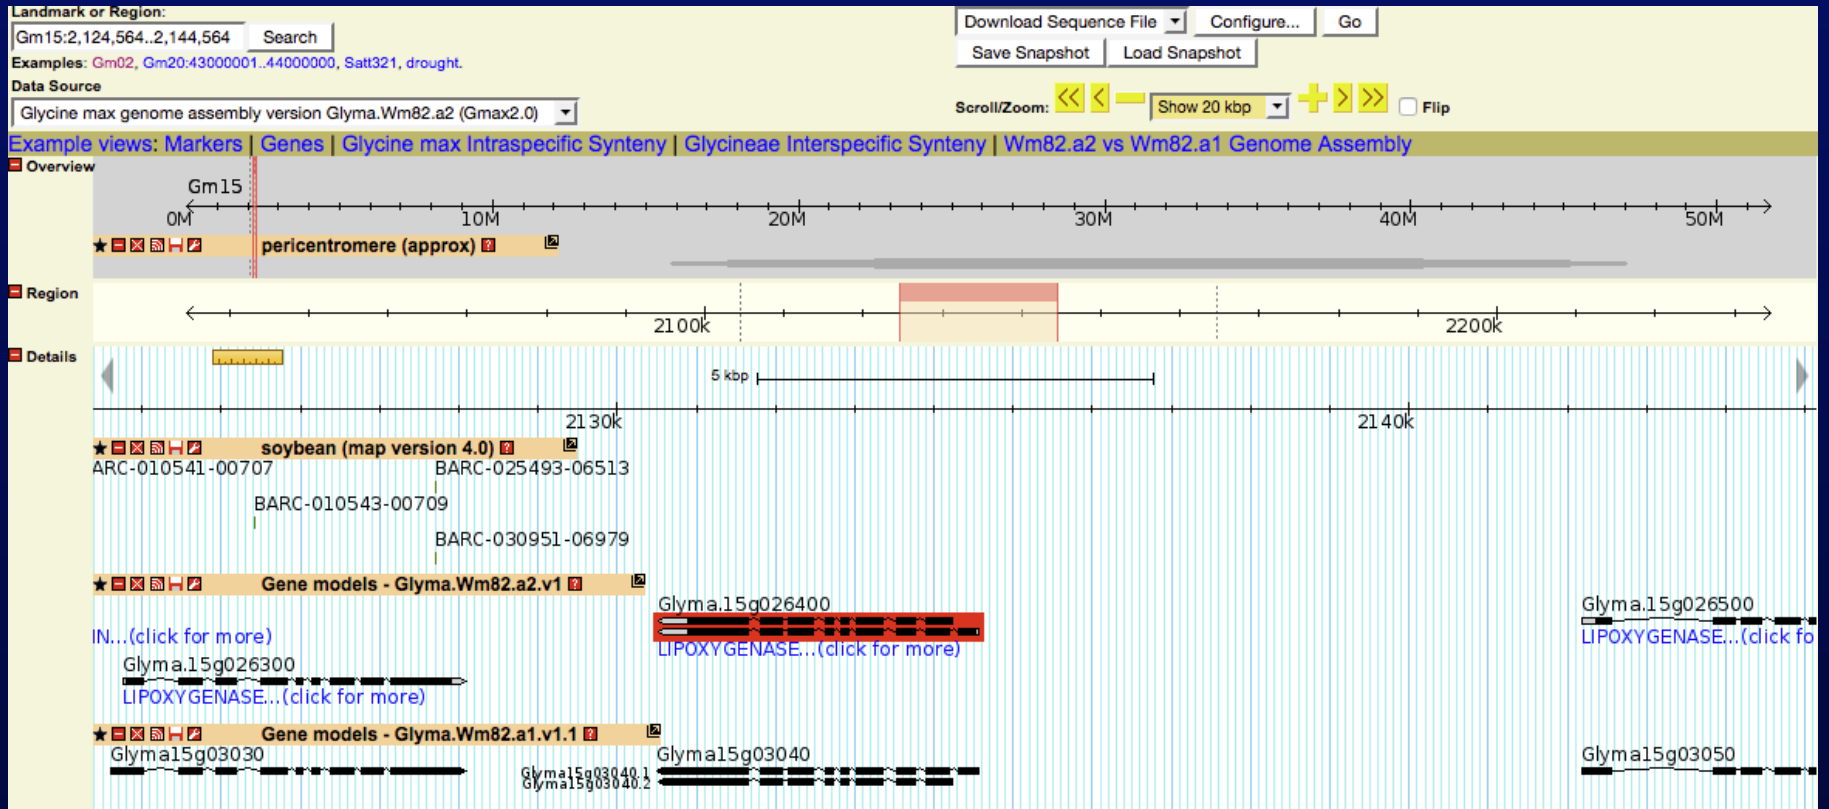 Landmark or Region:
Gm15:2,124,564..2,144,564 Search
Examples: Gm02, Gm20:43000001..44000000, Satt321, drought.
Data Source
Glycine max genome assembly version Glyma.Wm82.a2 (Gmax2.0)
Download Sequence File Configure... Go
Save Snapshot Load Snapshot
Scroll/Zoom: << < Show 20 kbp > >> Flip
Example views: Markers | Genes | Glycine max Intraspecific Synteny | Glycineae Interspecific Synteny | Wm82.a2 vs Wm82.a1 Genome Assembly
Overview
Gm15
0M 10M 20M 30M 40M 50M
pericentromere (approx) ?
Region
2100k 2200k
Details
5 kbp
2130k 2140k
soybean (map version 4.0) ?
ARC-010541-00707 BARC-025493-06513
BARC-010543-00709
BARC-030951-06979
Gene models - Glyma.Wm82.a2.v1 ?
Glyma.15g026400 Glyma.15g026500
IN...(click for more) LIPOXYGENASE...(click for more) LIPOXYGENASE...(click fo
Glyma.15g026300
LIPOXYGENASE...(click for more)
Gene models - Glyma.Wm82.a1.v1.1 ?
Glyma15g03030 Glyma15g03040 Glyma15g03050
Glyma15g03040.1
Glyma15g03040.2